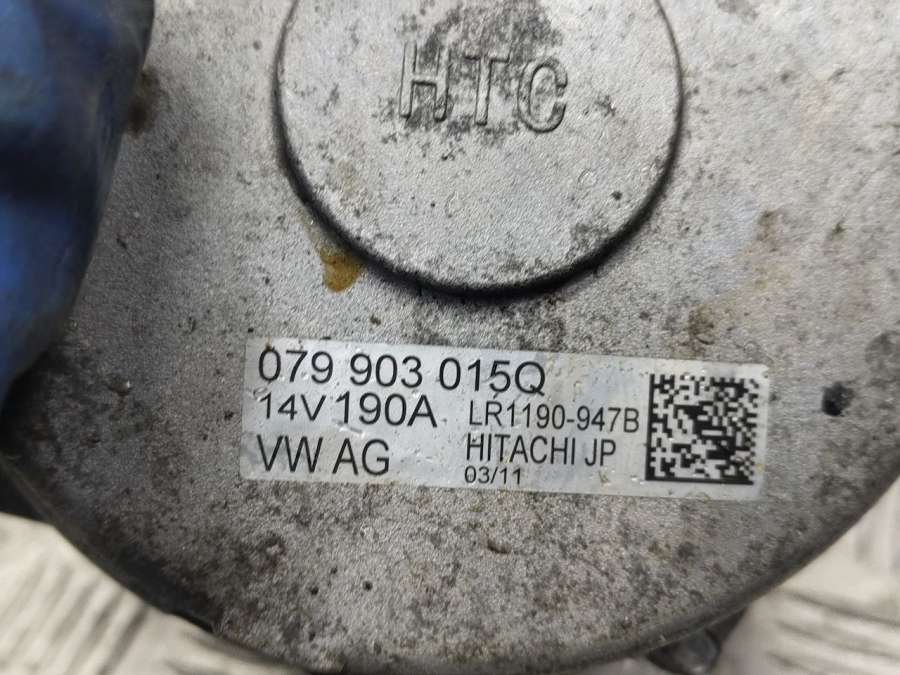 HTC
079 903 015Q
14V 190A LR1190-947B
VW AG HITACHI JP
03/11